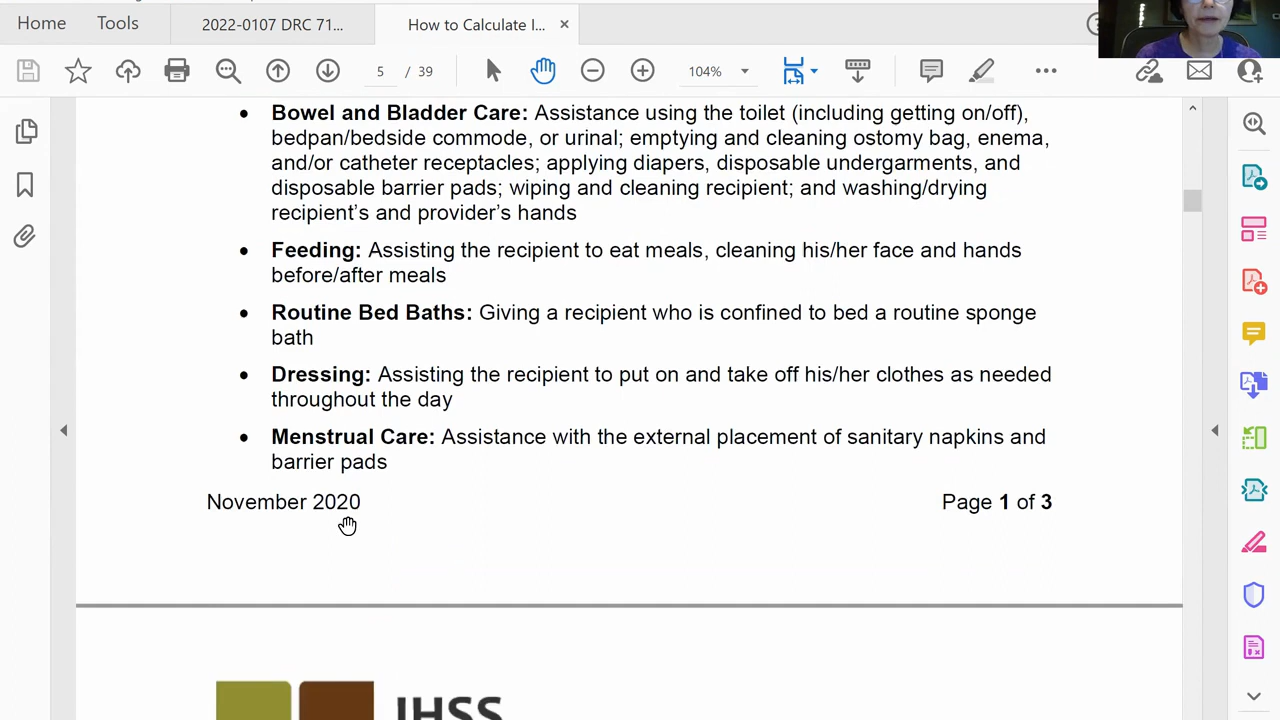 Home
Tools
2022-0107 DRC 71...
How to Calculate I...
5 / 39
104%
• Bowel and Bladder Care: Assistance using the toilet (including getting on/off),
bedpan/bedside commode, or urinal; emptying and cleaning ostomy bag, enema,
and/or catheter receptacles; applying diapers, disposable undergarments, and
disposable barrier pads; wiping and cleaning recipient; and washing/drying
recipient’s and provider’s hands
• Feeding: Assisting the recipient to eat meals, cleaning his/her face and hands
before/after meals
• Routine Bed Baths: Giving a recipient who is confined to bed a routine sponge
bath
• Dressing: Assisting the recipient to put on and take off his/her clothes as needed
throughout the day
• Menstrual Care: Assistance with the external placement of sanitary napkins and
barrier pads
November 2020
Page 1 of 3
IHSS